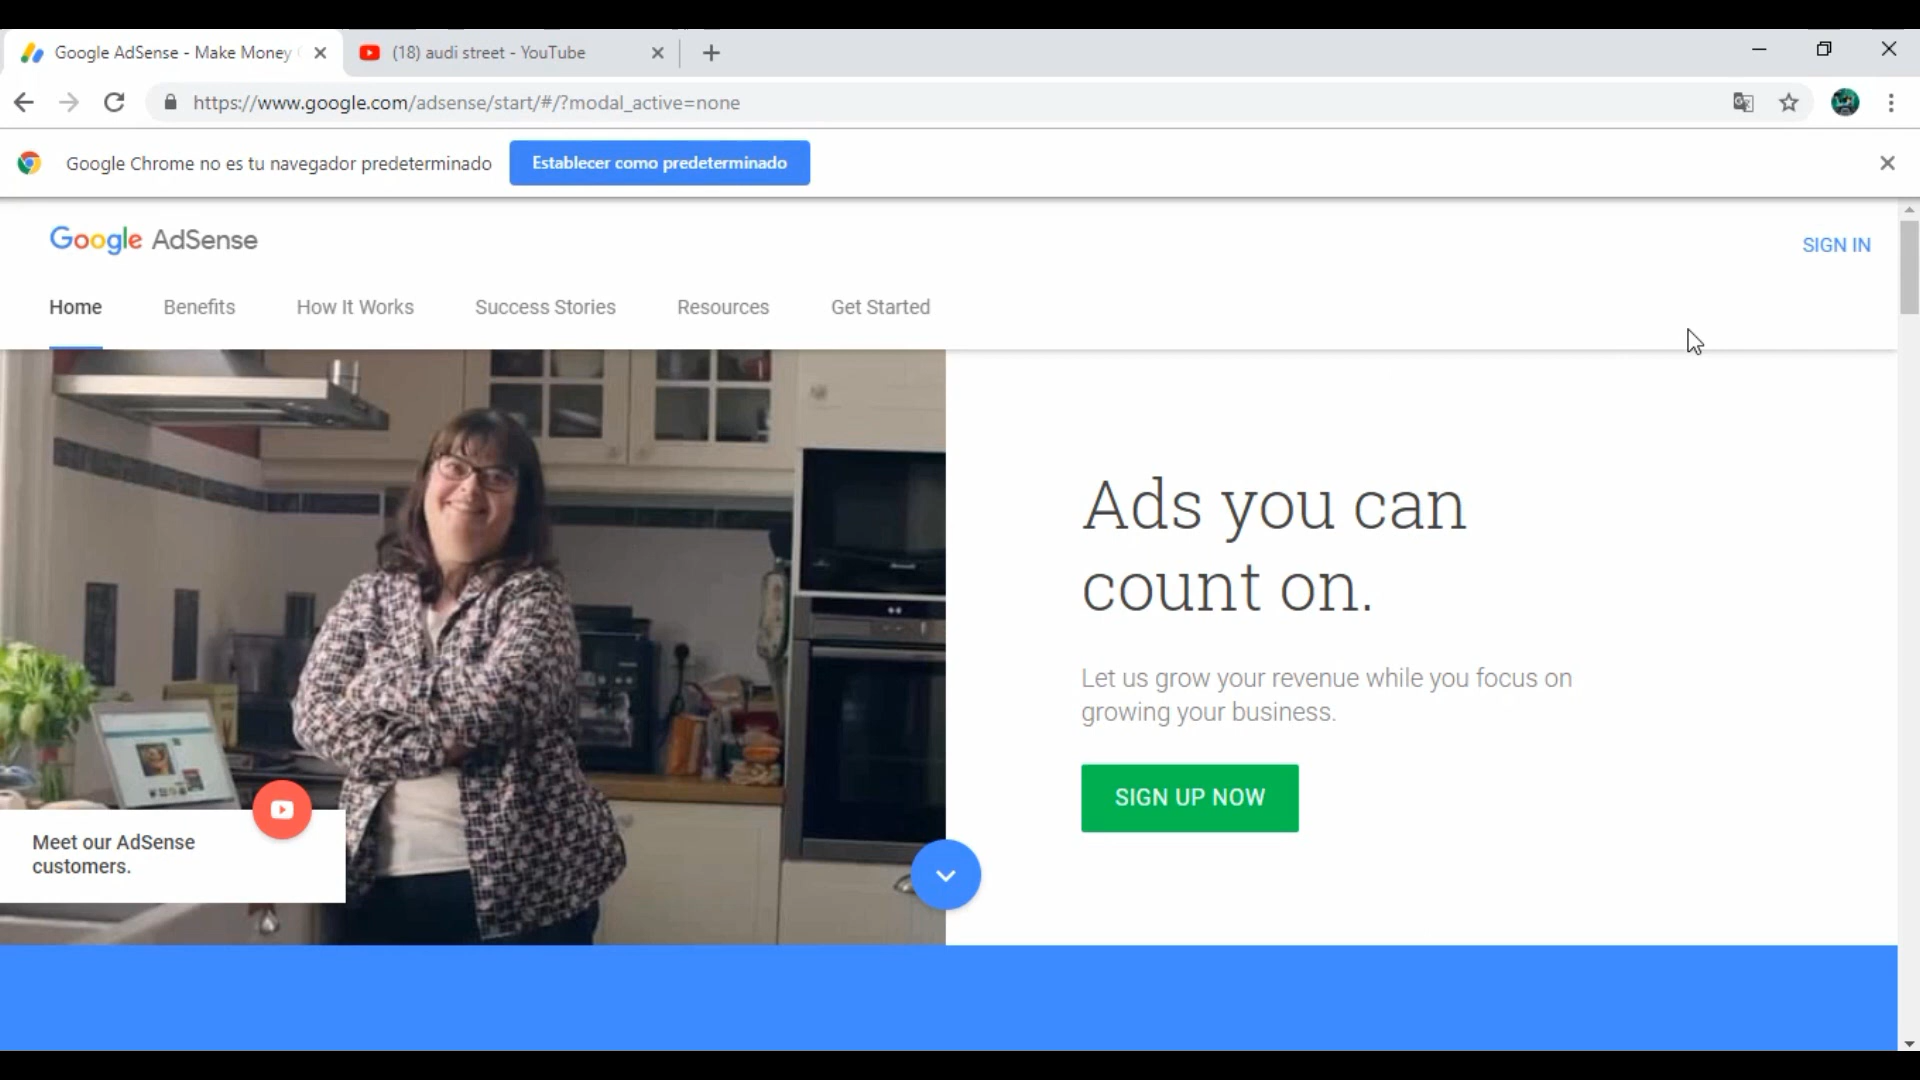 Google AdSense - Make Money
(18) audi street - YouTube
https://www.google.com/adsense/start/#/?modal_active=none
Google Chrome no es tu navegador predeterminado
Establecer como predeterminado
Google AdSense
SIGN IN
Home
Benefits
How It Works
Success Stories
Resources
Get Started
Ads you can
count on.
Let us grow your revenue while you focus on
growing your business.
SIGN UP NOW
Meet our AdSense
customers.